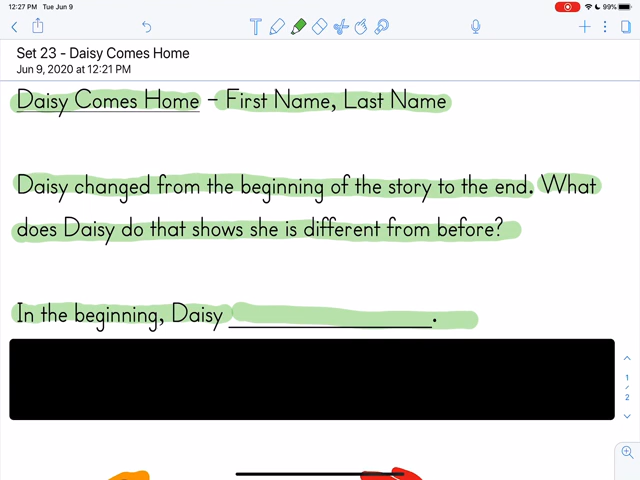 12:27 PM Tue Jun 9
99%
Set 23 - Daisy Comes Home
Jun 9, 2020 at 12:21 PM
Daisy Comes Home - First Name, Last Name
Daisy changed from the beginning of the story to the end. What
does Daisy do that shows she is different from before?
In the beginning, Daisy ____________________.
1
/
2